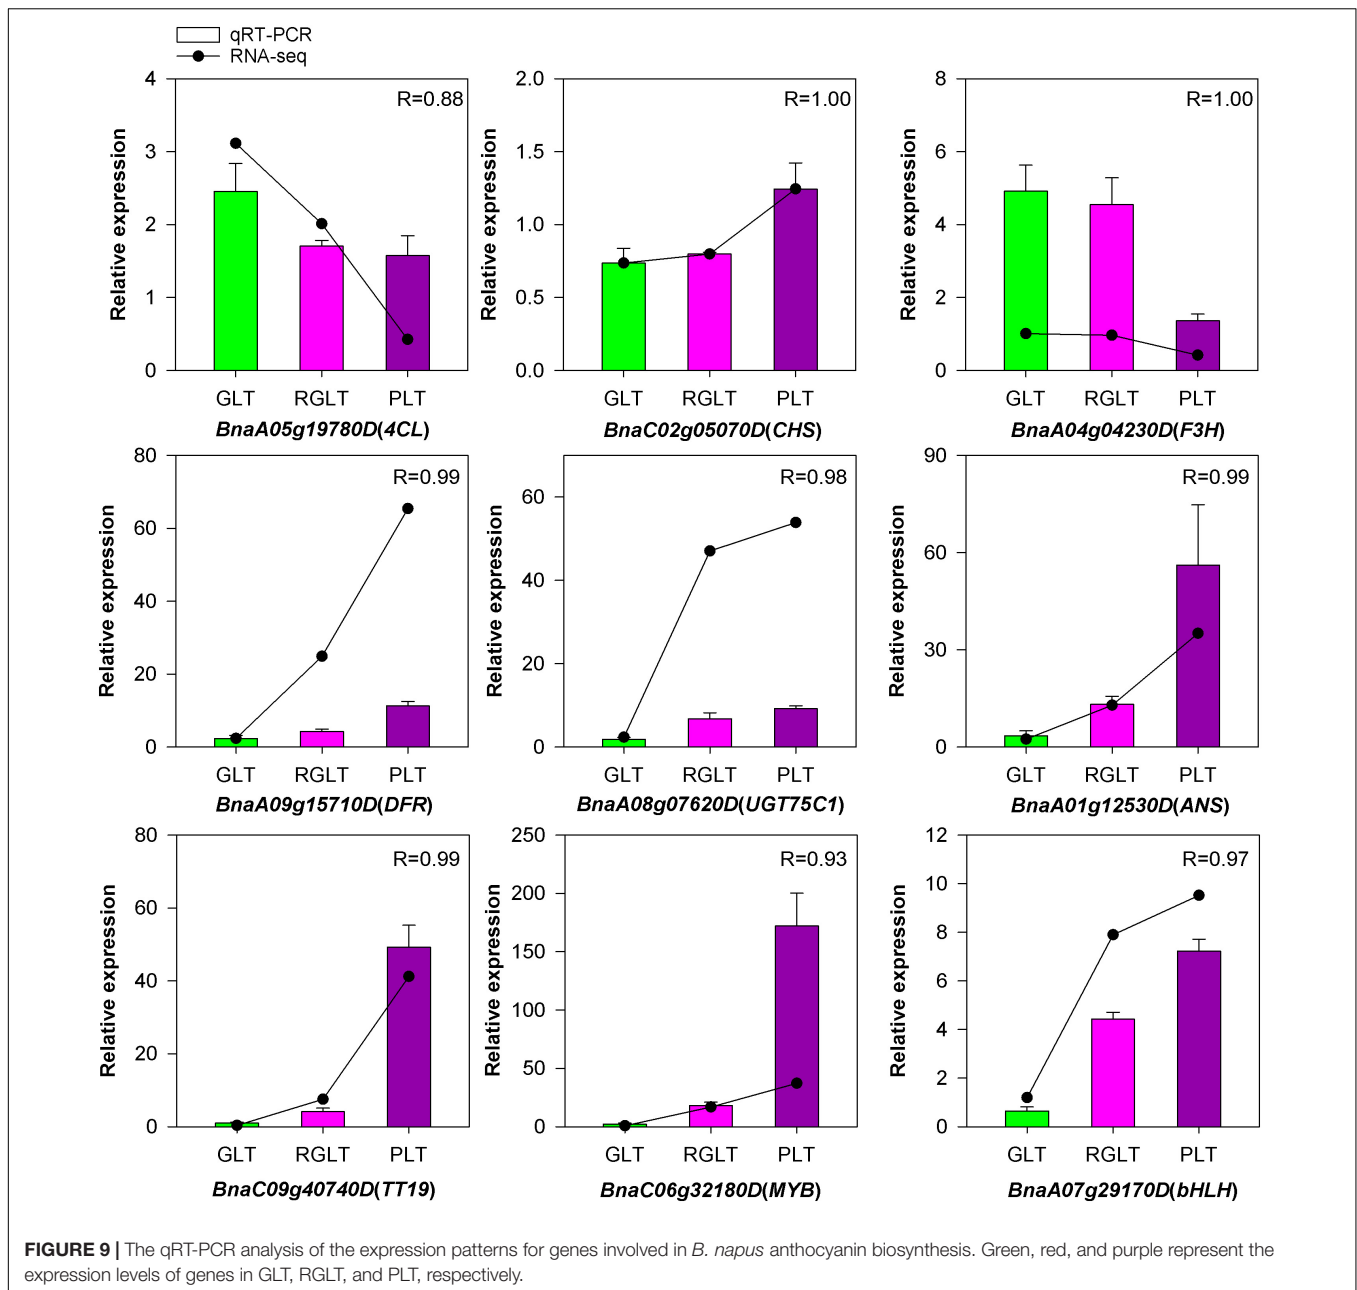 qRT-PCR
RNA-seq
4
3
2
1
0
Relative expression
R=0.88
GLT RGLT PLT
BnaA05g19780D(4CL)
2.0
1.5
1.0
0.5
0.0
Relative expression
R=1.00
GLT RGLT PLT
BnaC02g05070D(CHS)
8
6
4
2
0
Relative expression
R=1.00
GLT RGLT PLT
BnaA04g04230D(F3H)
80
60
40
20
0
Relative expression
R=0.99
GLT RGLT PLT
BnaA09g15710D(DFR)
60
40
20
0
Relative expression
R=0.98
GLT RGLT PLT
BnaA08g07620D(UGT75C1)
90
60
30
0
Relative expression
R=0.99
GLT RGLT PLT
BnaA01g12530D(ANS)
80
60
40
20
0
Relative expression
R=0.99
GLT RGLT PLT
BnaC09g40740D(TT19)
250
200
150
100
50
0
Relative expression
R=0.93
GLT RGLT PLT
BnaC06g32180D(MYB)
12
10
8
6
4
2
0
Relative expression
R=0.97
GLT RGLT PLT
BnaA07g29170D(bHLH)
FIGURE 9 | The qRT-PCR analysis of the expression patterns for genes involved in B. napus anthocyanin biosynthesis. Green, red, and purple represent the
expression levels of genes in GLT, RGLT, and PLT, respectively.